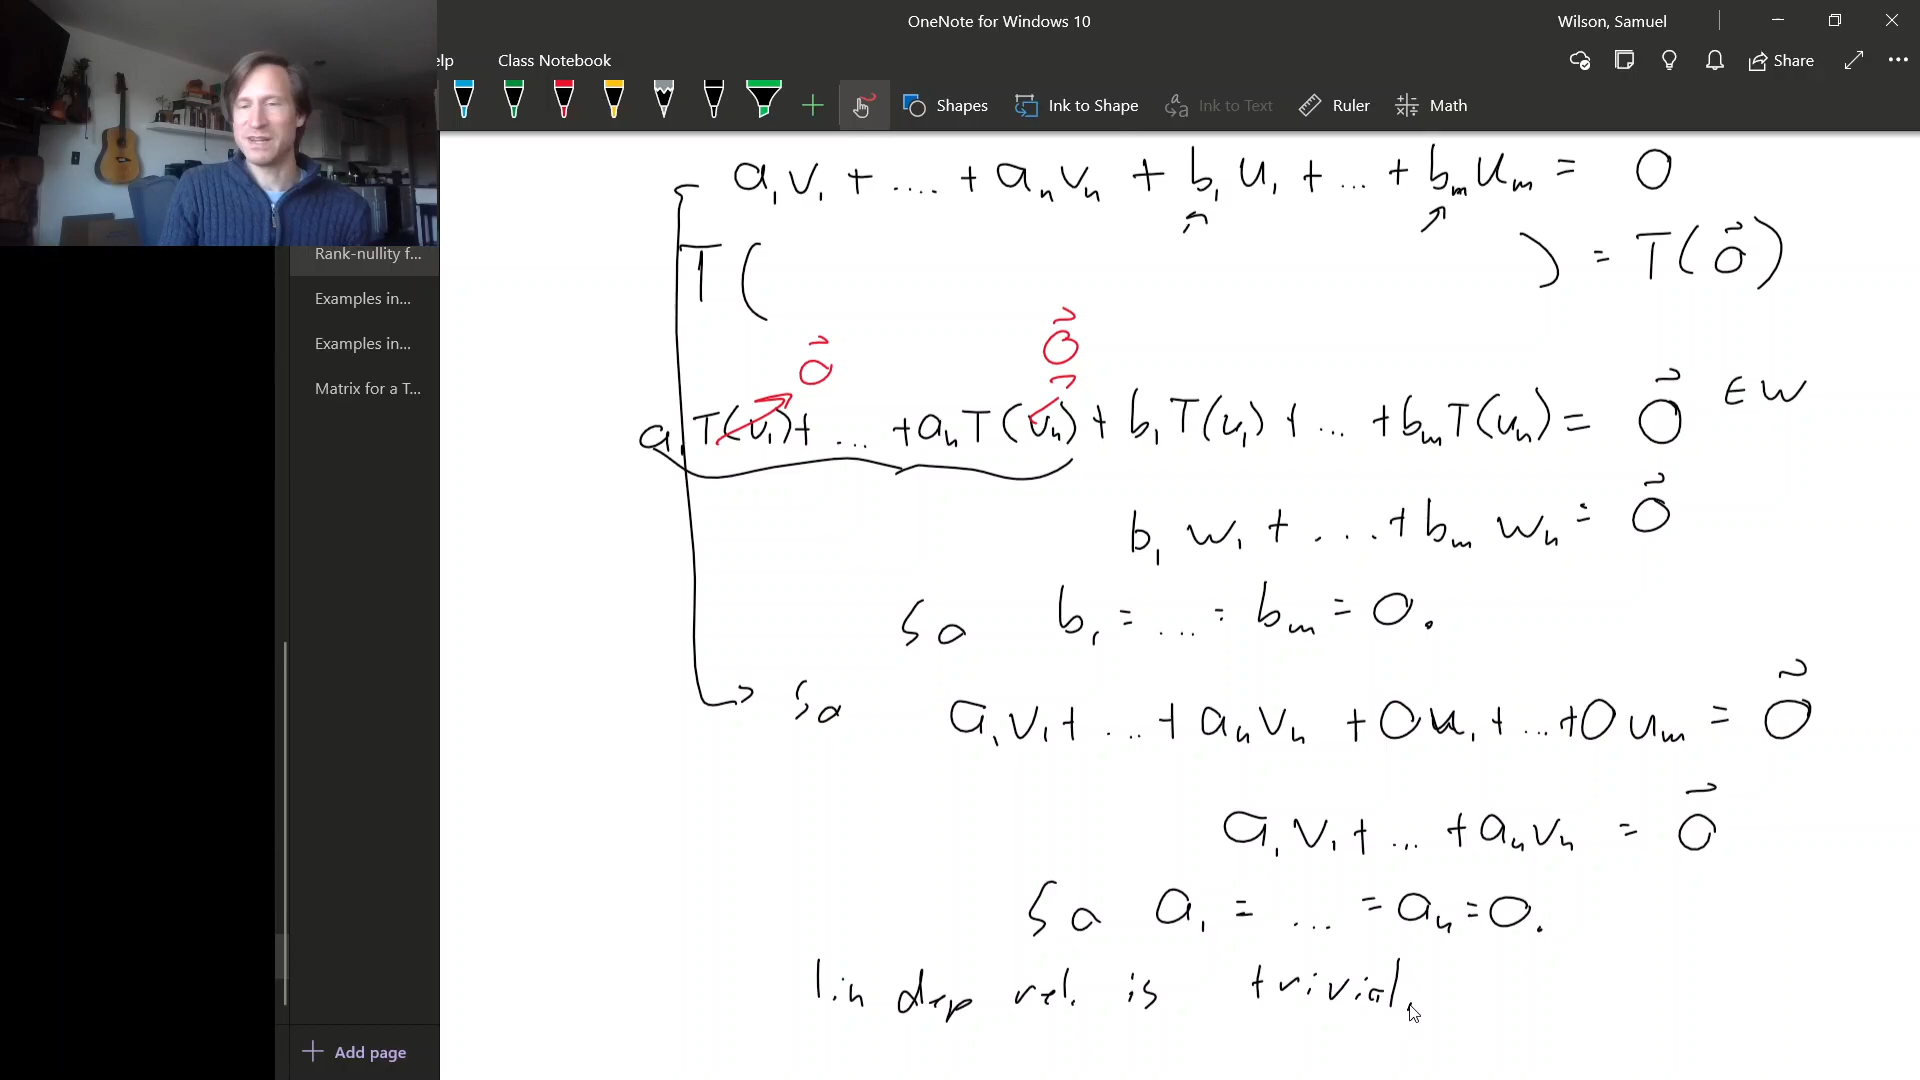 OneNote for Windows 10
Wilson, Samuel
elp Class Notebook
Share
Shapes Ink to Shape Ink to Text Ruler Math
Rank-nullity f...
Examples in...
Examples in...
Matrix for a T...
Add page
a₁v₁ + .... + aₙvₙ + b₁u₁ + ... + bₘuₘ = 0
T( ) = T(0⃗)
0⃗ 0⃗
a₁T(v₁) + ... + aₙT(vₙ) + b₁T(u₁) + ... + bₘT(uₙ) = 0⃗ ∈ W
b₁w₁ + .... + bₘwₙ = 0⃗
So b₁ = ... = bₘ = 0.
So a₁v₁ + ... + aₙvₙ + 0u₁ + ... + 0uₘ = 0⃗
a₁v₁ + ... + aₙvₙ = 0⃗
So a₁ = ... = aₙ = 0.
lin dep rel. is trivial.